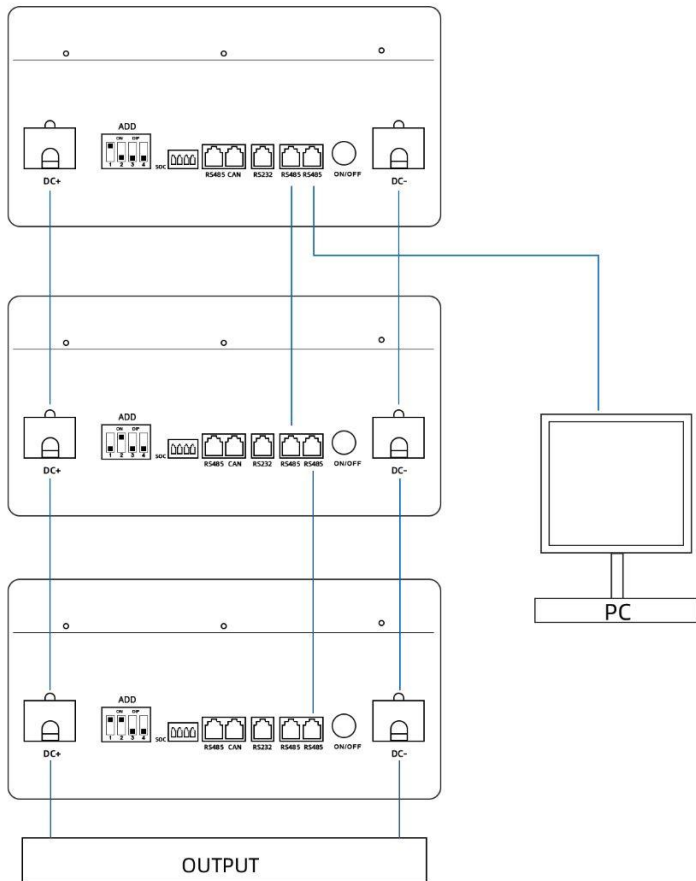 ADD
ON DIP
1 2 3 4
SOC
RS485 CAN RS232 RS485 RS485 ON/OFF
DC+ DC-
ADD
ON DIP
1 2 3 4
SOC
RS485 CAN RS232 RS485 RS485 ON/OFF
DC+ DC-
PC
ADD
ON DIP
1 2 3 4
SOC
RS485 CAN RS232 RS485 RS485 ON/OFF
DC+ DC-
OUTPUT